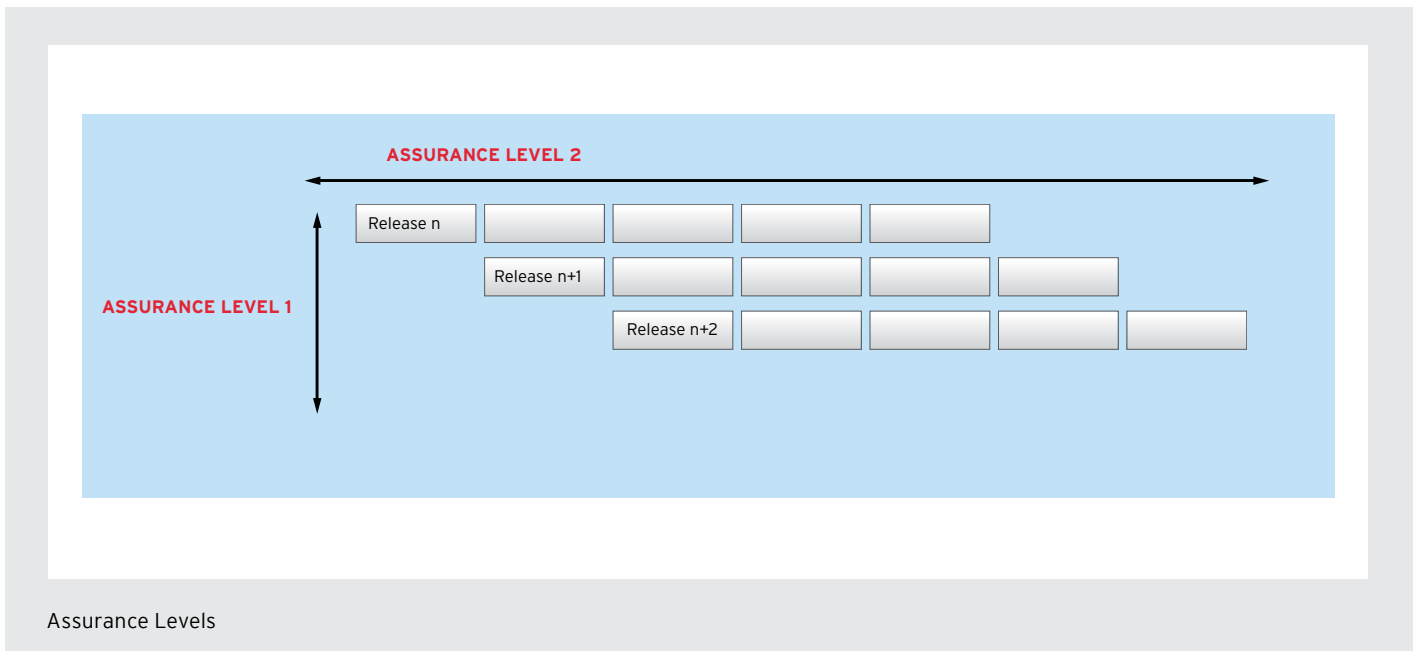 ASSURANCE LEVEL 2
Release n
Release n+1
ASSURANCE LEVEL 1
Release n+2
Assurance Levels